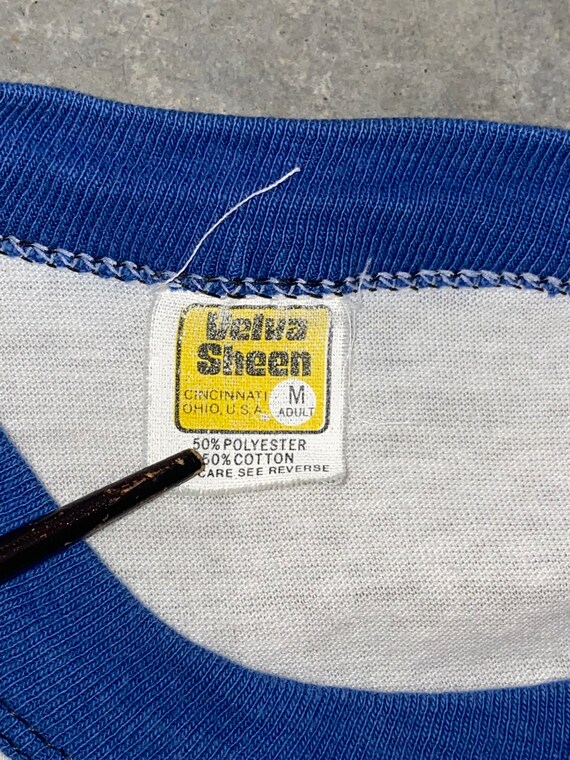 Velva
Sheen
CINCINNATI
OHIO, U.S.A.
M
ADULT
50% POLYESTER
50% COTTON
CARE SEE REVERSE